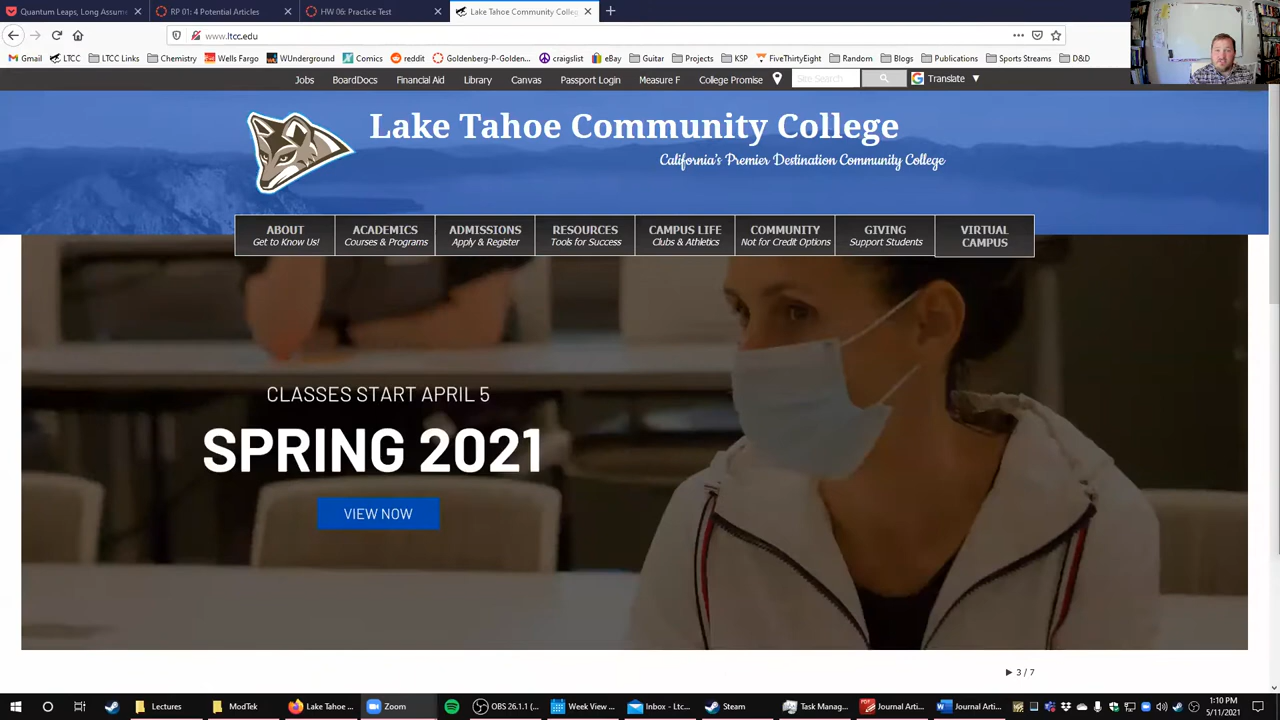 Quantum Leaps, Long Assume
RP 01: 4 Potential Articles
HW 06: Practice Test
Lake Tahoe Community Colleg
www.ltcc.edu
Gmail
LTCC
LTCC Links
Chemistry
Wells Fargo
WUnderground
Comics
reddit
Goldenberg-P-Golden...
craigslist
eBay
Guitar
Projects
KSP
FiveThirtyEight
Random
Blogs
Publications
Sports Streams
D&D
Jobs
BoardDocs
Financial Aid
Library
Canvas
Passport Login
Measure F
College Promise
Site Search
Translate
Lake Tahoe Community College
California's Premier Destination Community College
ABOUT
Get to Know Us!
ACADEMICS
Courses & Programs
ADMISSIONS
Apply & Register
RESOURCES
Tools for Success
CAMPUS LIFE
Clubs & Athletics
COMMUNITY
Not for Credit Options
GIVING
Support Students
VIRTUAL
CAMPUS
CLASSES START APRIL 5
SPRING 2021
VIEW NOW
3 / 7
Lectures
ModTek
Lake Tahoe ...
Zoom
OBS 26.1.1 (...
Week View ...
Inbox - Ltc...
Steam
Task Manag...
Journal Arti...
Journal Arti...
1:10 PM
5/11/2021